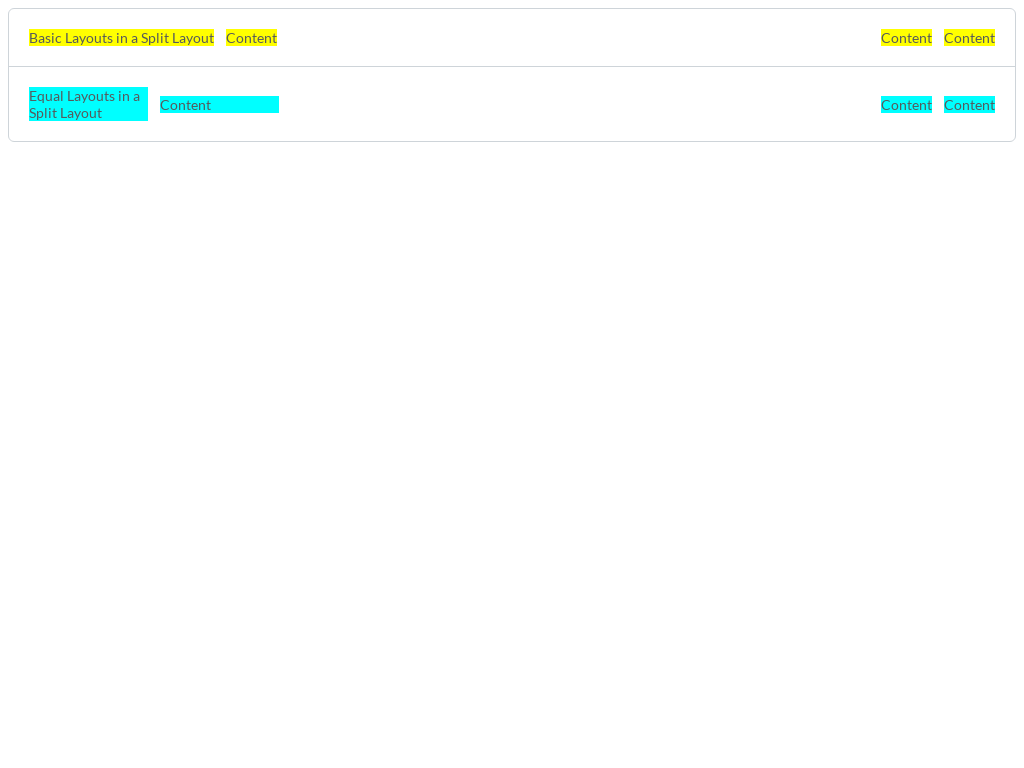 Basic Layouts in a Split Layout Content Content Content
Equal Layouts in a
Split Layout
Content Content Content